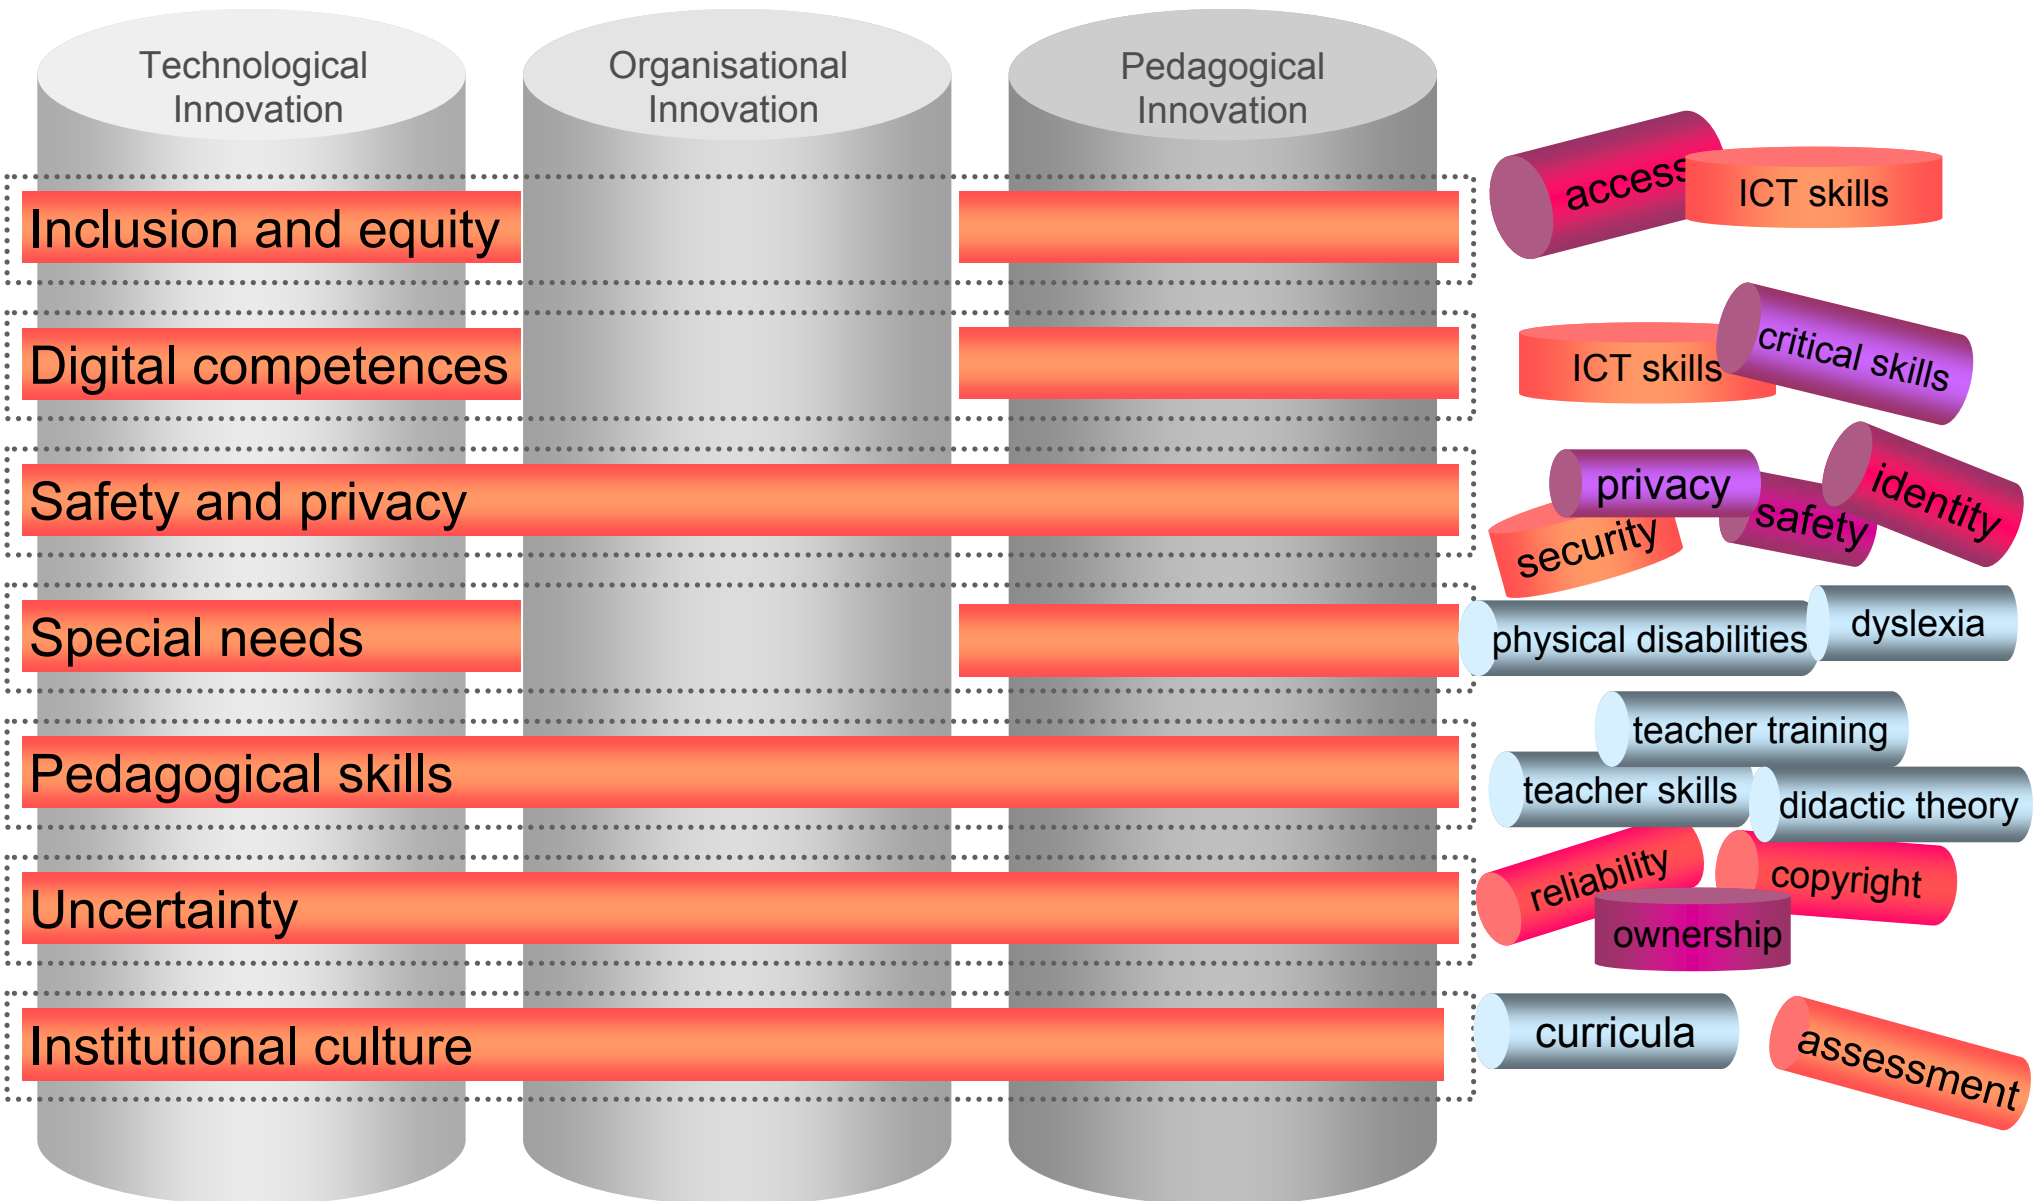 Technological
Innovation
Organisational
Innovation
Pedagogical
Innovation
Inclusion and equity
access
ICT skills
Digital competences
ICT skills
critical skills
Safety and privacy
privacy
security
safety
identity
Special needs
physical disabilities
dyslexia
Pedagogical skills
teacher training
teacher skills
didactic theory
Uncertainty
reliability
copyright
ownership
Institutional culture
curricula
assessment